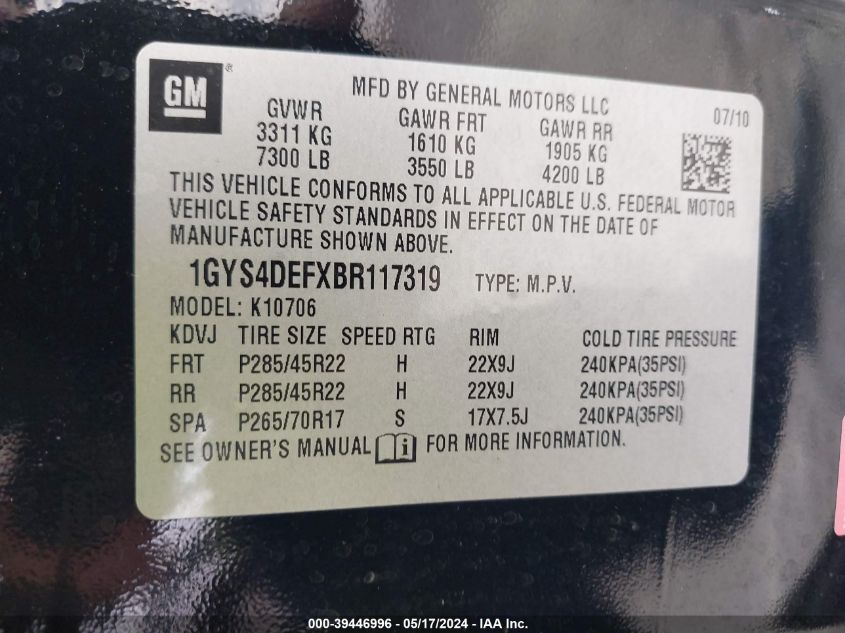 GM®
MFD BY GENERAL MOTORS LLC
07/10
GVWR GAWR FRT GAWR RR
3311 KG 1610 KG 1905 KG
7300 LB 3550 LB 4200 LB
THIS VEHICLE CONFORMS TO ALL APPLICABLE U.S. FEDERAL MOTOR
VEHICLE SAFETY STANDARDS IN EFFECT ON THE DATE OF
MANUFACTURE SHOWN ABOVE.
1GYS4DEFXBR117319 TYPE: M.P.V.
MODEL: K10706
KDVJ TIRE SIZE SPEED RTG RIM COLD TIRE PRESSURE
FRT P285/45R22 H 22X9J 240KPA(35PSI)
RR P285/45R22 H 22X9J 240KPA(35PSI)
SPA P265/70R17 S 17X7.5J 240KPA(35PSI)
SEE OWNER'S MANUAL i FOR MORE INFORMATION.
000-39446996 / 05/17/2024 - IAA Inc.